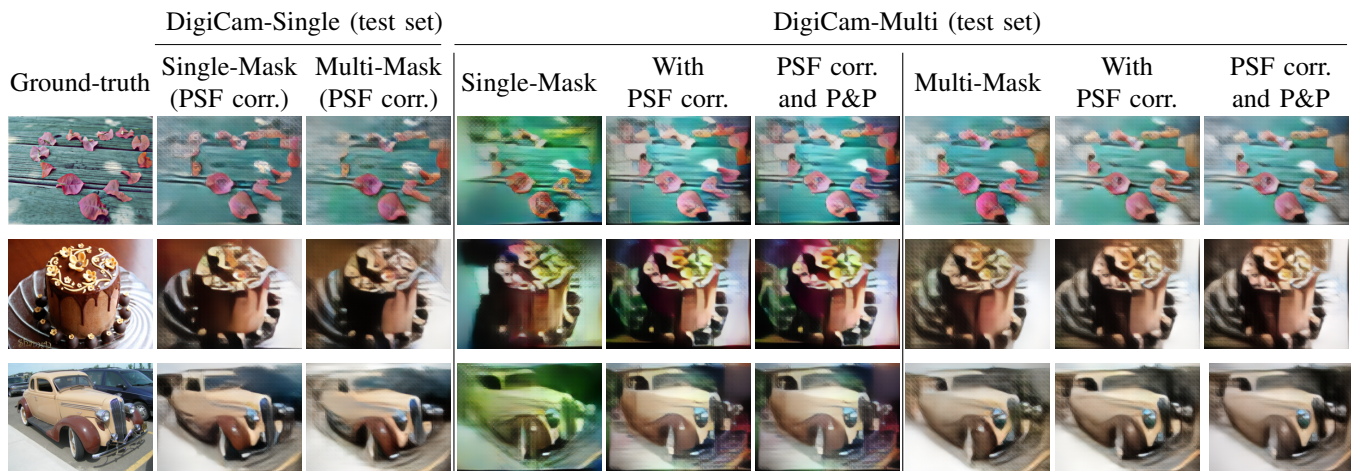 DigiCam-Single (test set) DigiCam-Multi (test set)
Ground-truth Single-Mask (PSF corr.) Multi-Mask (PSF corr.) Single-Mask With PSF corr. PSF corr. and P&P Multi-Mask With PSF corr. PSF corr. and P&P